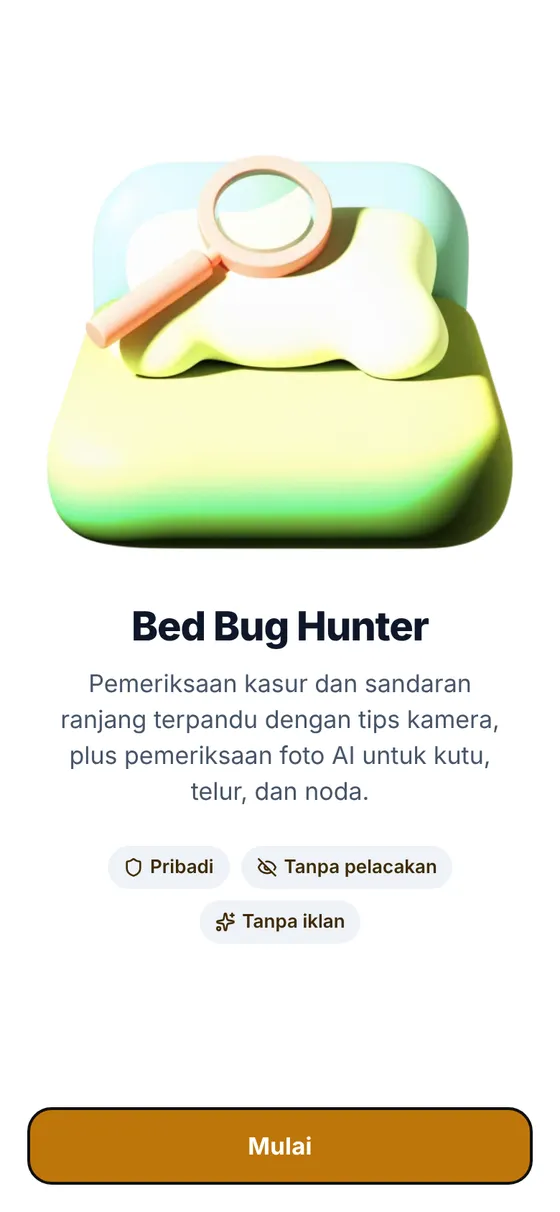 Bed Bug Hunter
Pemeriksaan kasur dan sandaran
ranjang terpandu dengan tips kamera,
plus pemeriksaan foto AI untuk kutu,
telur, dan noda.
Pribadi
Tanpa pelacakan
Tanpa iklan
Mulai